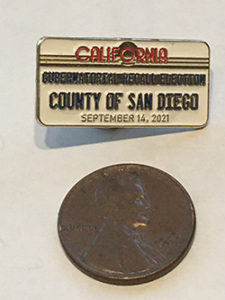 CALIFORNIA
GUBERNATORIAL RECALL ELECTION
COUNTY OF SAN DIEGO
SEPTEMBER 14, 2021